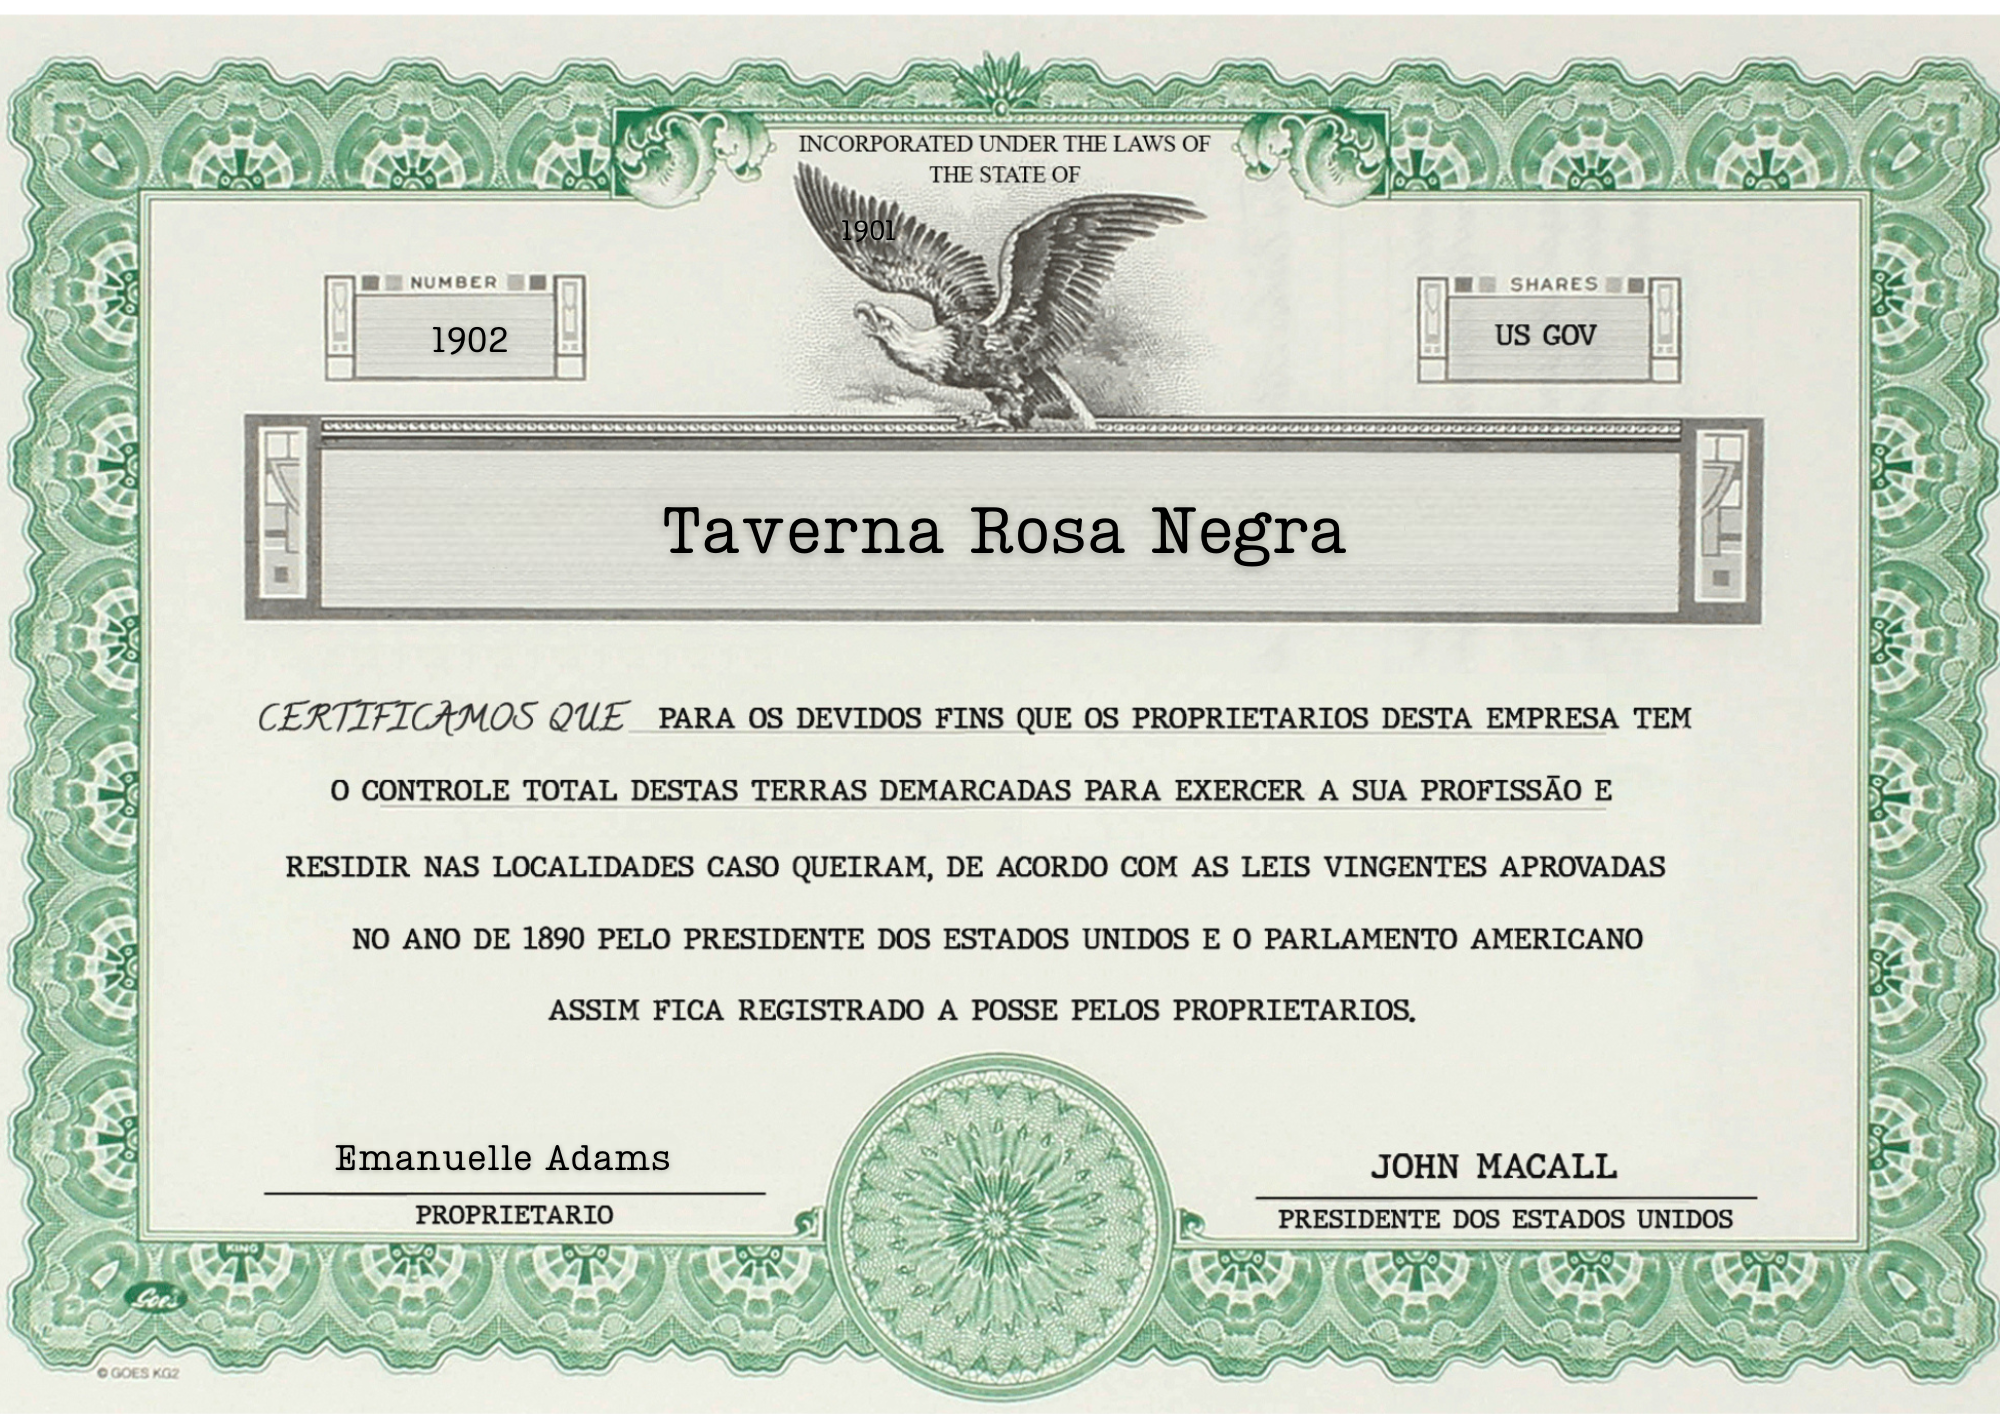 INCORPORATED UNDER THE LAWS OF
THE STATE OF
1901
NUMBER
1902
SHARES
US GOV
Taverna Rosa Negra
CERTIFICAMOS QUE PARA OS DEVIDOS FINS QUE OS PROPRIETARIOS DESTA EMPRESA TEM
O CONTROLE TOTAL DESTAS TERRAS DEMARCADAS PARA EXERCER A SUA PROFISSÃO E
RESIDIR NAS LOCALIDADES CASO QUEIRAM, DE ACORDO COM AS LEIS VINGENTES APROVADAS
NO ANO DE 1890 PELO PRESIDENTE DOS ESTADOS UNIDOS E O PARLAMENTO AMERICANO
ASSIM FICA REGISTRADO A POSSE PELOS PROPRIETARIOS.
Emanuelle Adams
PROPRIETARIO
JOHN MACALL
PRESIDENTE DOS ESTADOS UNIDOS
KING
Goes
© GOES KG2